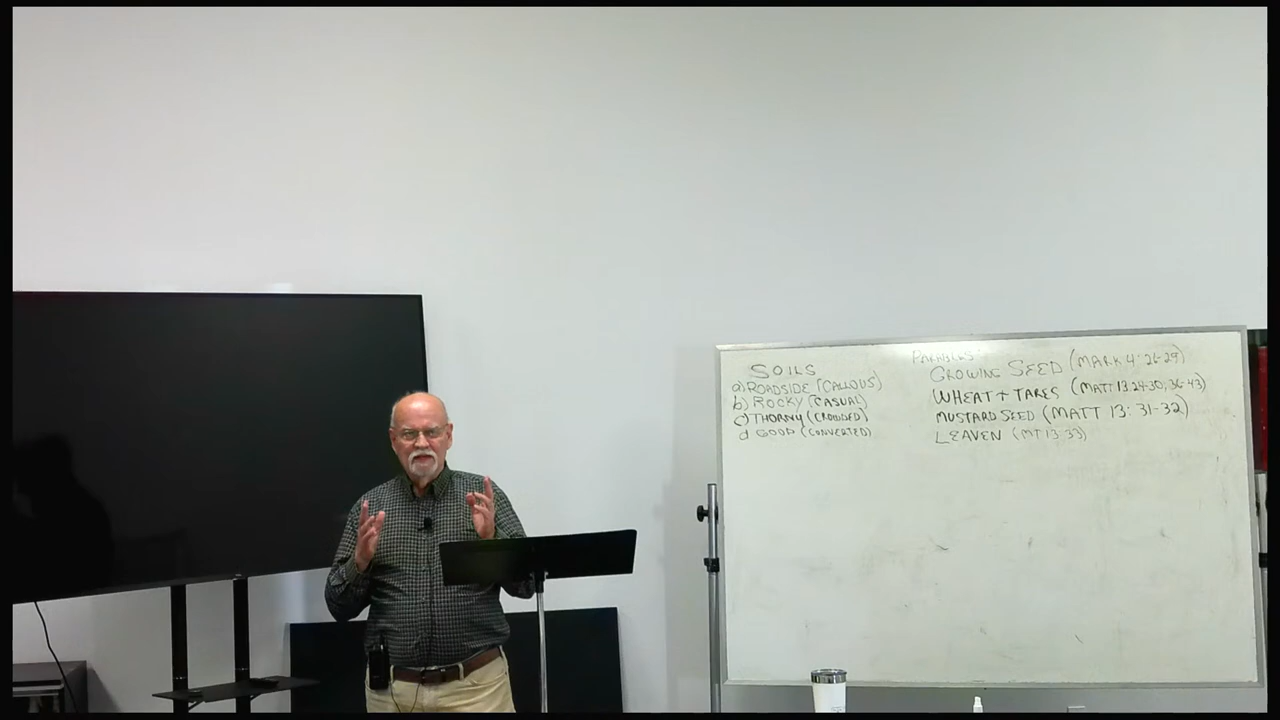 SOILS
a) ROADSIDE (CALLOUS)
b) ROCKY (CASUAL)
c) THORNY (CROWDED)
d GOOD (CONVERTED)
PARABLES
GROWING SEED (MARK 4:26-29)
WHEAT + TARES (MATT 13:24-30; 36-43)
MUSTARD SEED (MATT 13:31-32)
LEAVEN (MT 13:33)